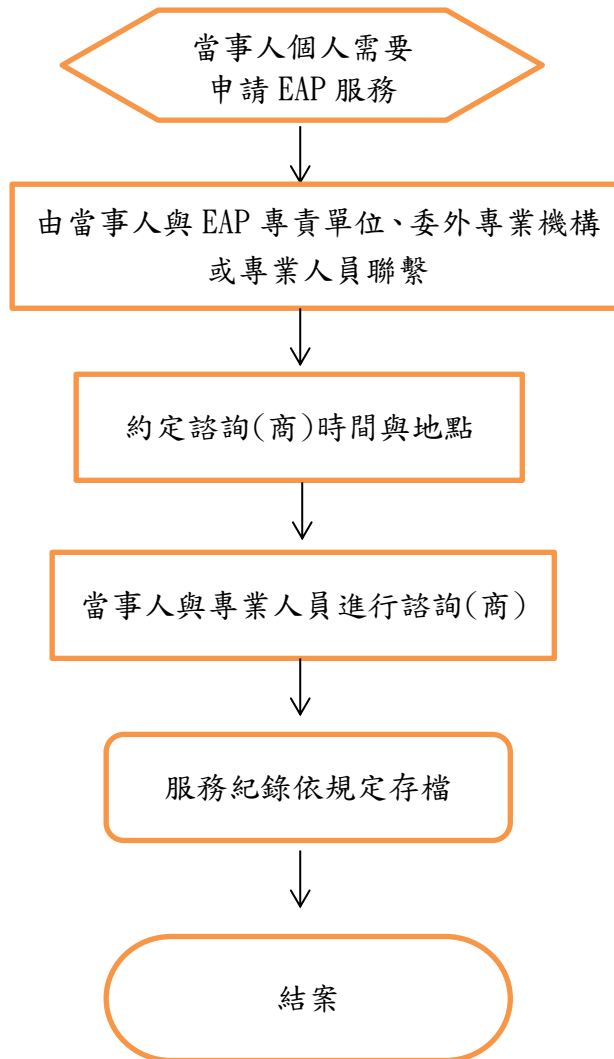 當事人個人需要
申請 EAP 服務
由當事人與 EAP 專責單位、委外專業機構
或專業人員聯繫
約定諮詢(商)時間與地點
當事人與專業人員進行諮詢(商)
服務紀錄依規定存檔
結案